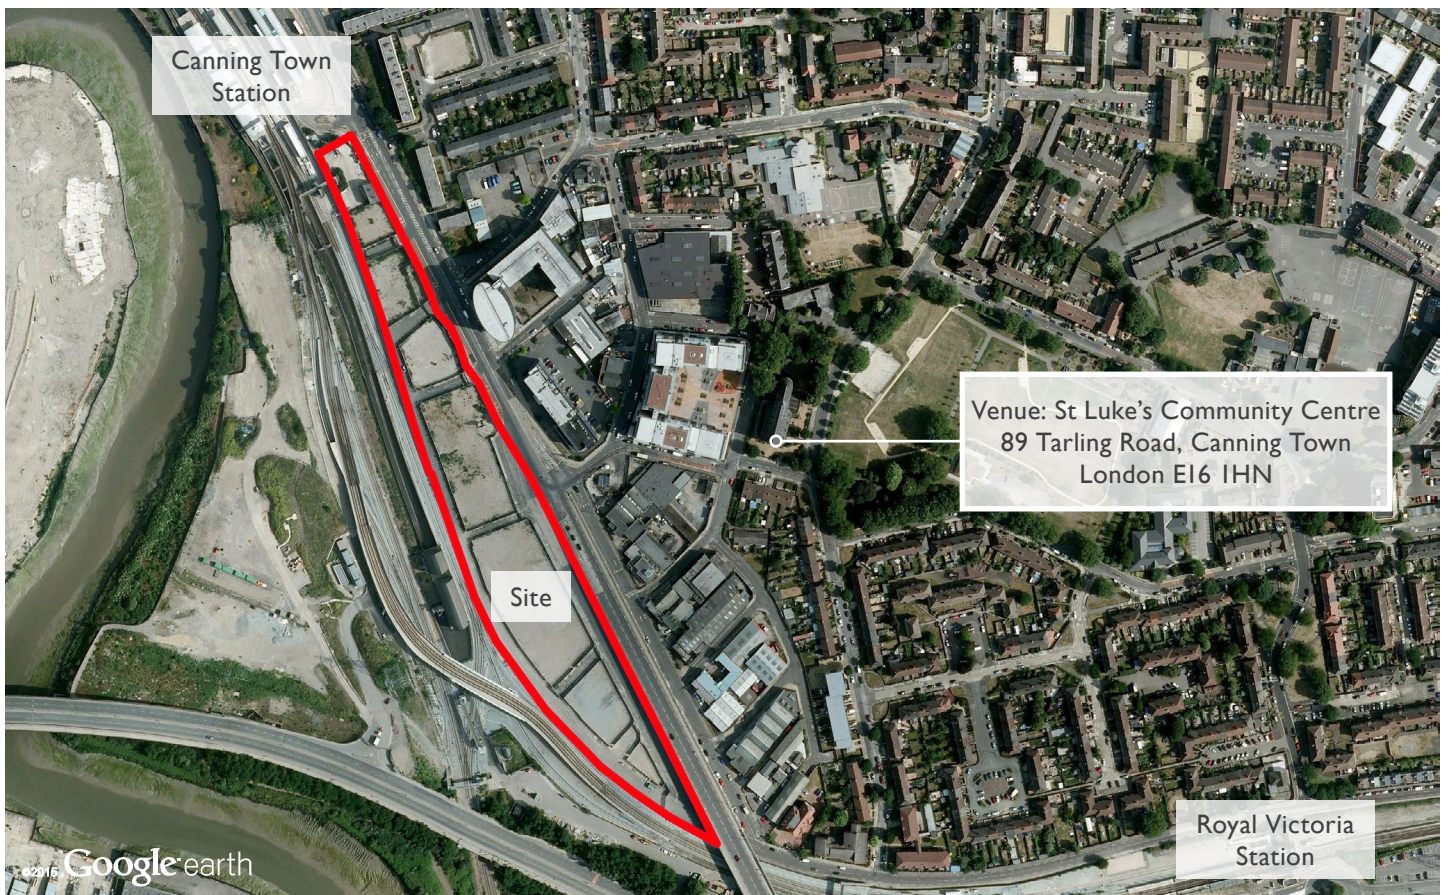 Canning Town
Station
Venue: St Luke's Community Centre
89 Tarling Road, Canning Town
London E16 1HN
Site
Royal Victoria
Station
©2015 Google earth